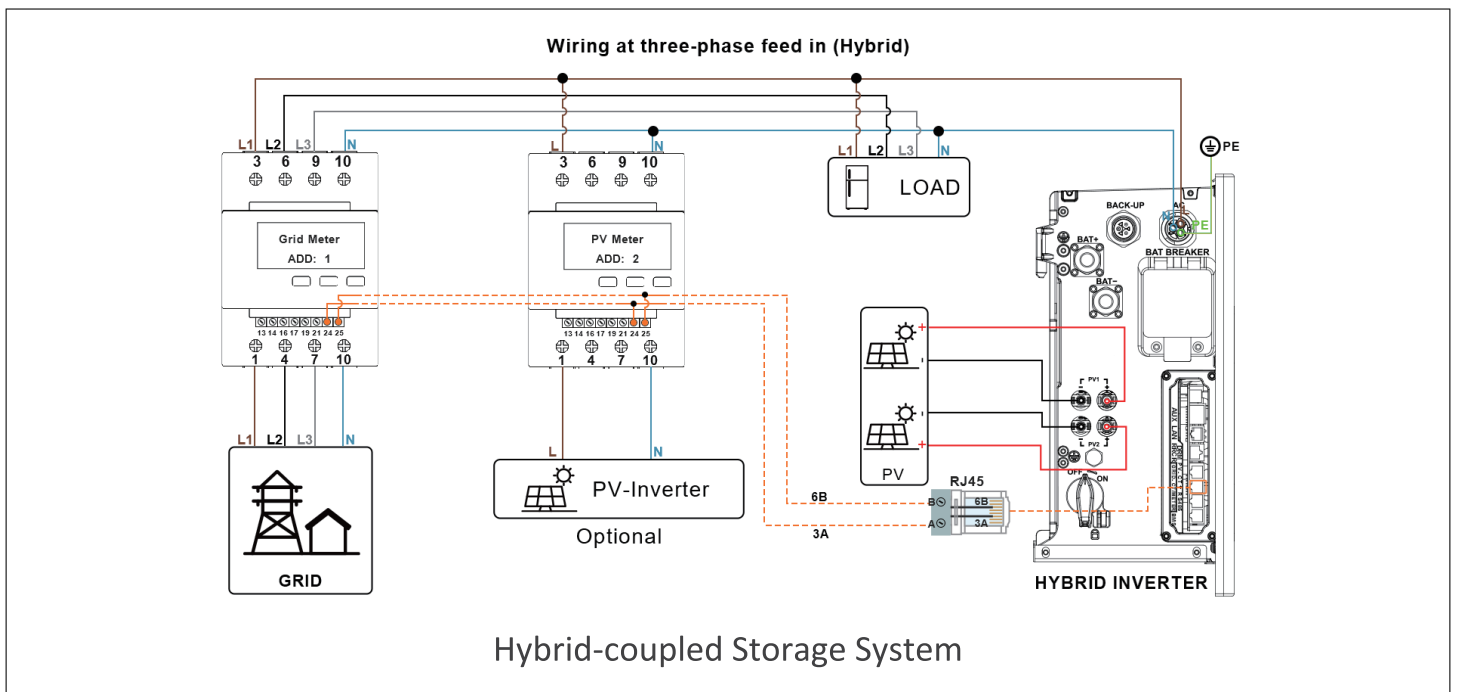 Wiring at three-phase feed in (Hybrid)
L1 L2 L3 N
3 6 9 10
Grid Meter
ADD: 1
13 14 16 17 19 21 24 25
1 4 7 10
L1 L2 L3 N
GRID
L N
3 6 9 10
PV Meter
ADD: 2
13 14 16 17 19 21 24 25
1 4 7 10
L N
PV-Inverter
Optional
L1 L2 L3 N
LOAD
PE
BACK-UP
AC
N
PE
BAT+
BAT BREAKER
BAT−
+
-
-
+
PV
PV1
- +
- +
PV2
OFF
ON
RJ45
6B
B
6B
A
3A
3A
HYBRID INVERTER
Hybrid-coupled Storage System